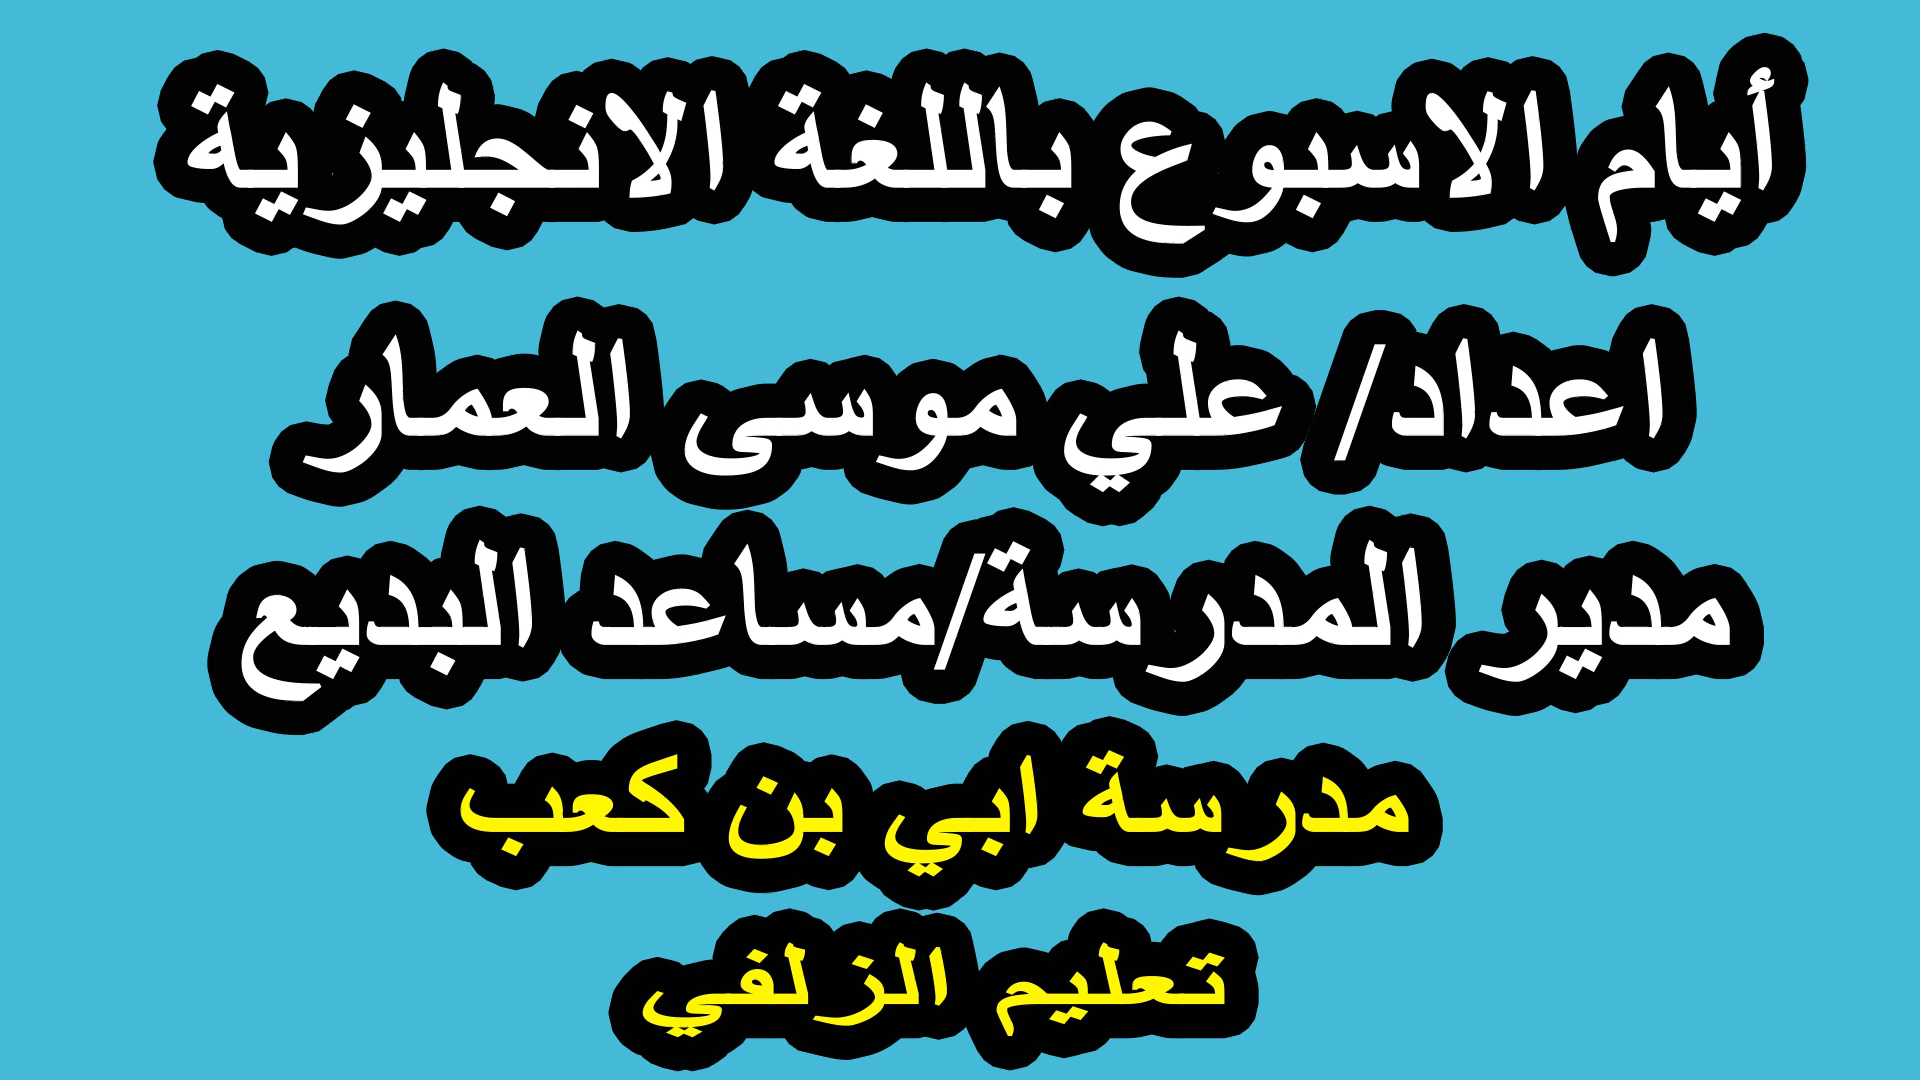 أيام الاسبوع باللغة الانجليزية
اعداد/ علي موسى العمار
مدير المدرسة/مساعد البديع
مدرسة ابي بن كعب
تعليم الزلفي